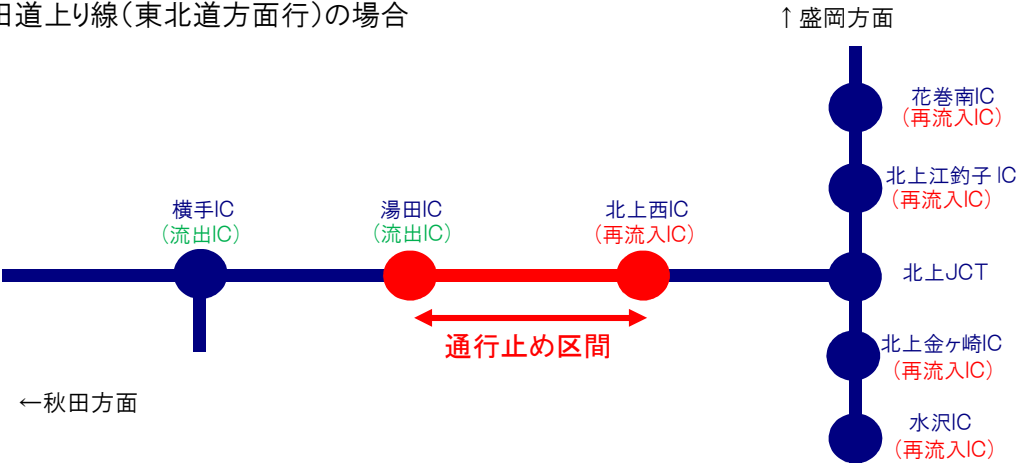 田道上り線(東北道方面行)の場合
↑盛岡方面
花巻南IC
(再流入IC)
北上江釣子IC
(再流入IC)
横手IC
(流出IC)
湯田IC
(流出IC)
北上西IC
(再流入IC)
北上JCT
通行止め区間
北上金ヶ崎IC
(再流入IC)
←秋田方面
水沢IC
(再流入IC)